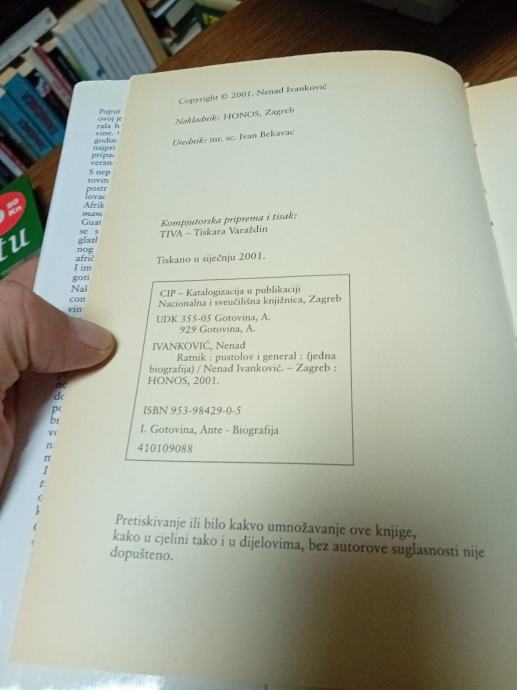 Copyright © 2001, Nenad Ivanković
Nakladnik: HONOS, Zagreb
Urednik: mr. sc. Ivan Bekavac
Kompjutorska priprema i tisak:
TIVA – Tiskara Varaždin
Tiskano u siječnju 2001.
CIP – Katalogizacija u publikaciji
Nacionalna i sveučilišna knjižnica, Zagreb
UDK 355-05 Gotovina, A.
929 Gotovina, A.
IVANKOVIĆ, Nenad
Ratnik : pustolov i general : (jedna
biografija) / Nenad Ivanković. – Zagreb :
HONOS, 2001.
ISBN 953-98429-0-5
I. Gotovina, Ante - Biografija
410109088
Pretiskivanje ili bilo kakvo umnožavanje ove knjige,
kako u cjelini tako i u dijelovima, bez autorove suglasnosti nije
dopušteno.